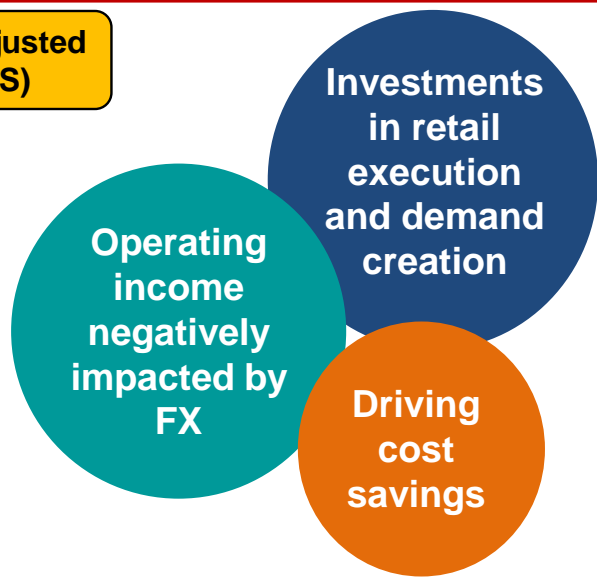 justed
S)
Investments
in retail
execution
and demand
creation
Operating
income
negatively
impacted by
FX
Driving
cost
savings